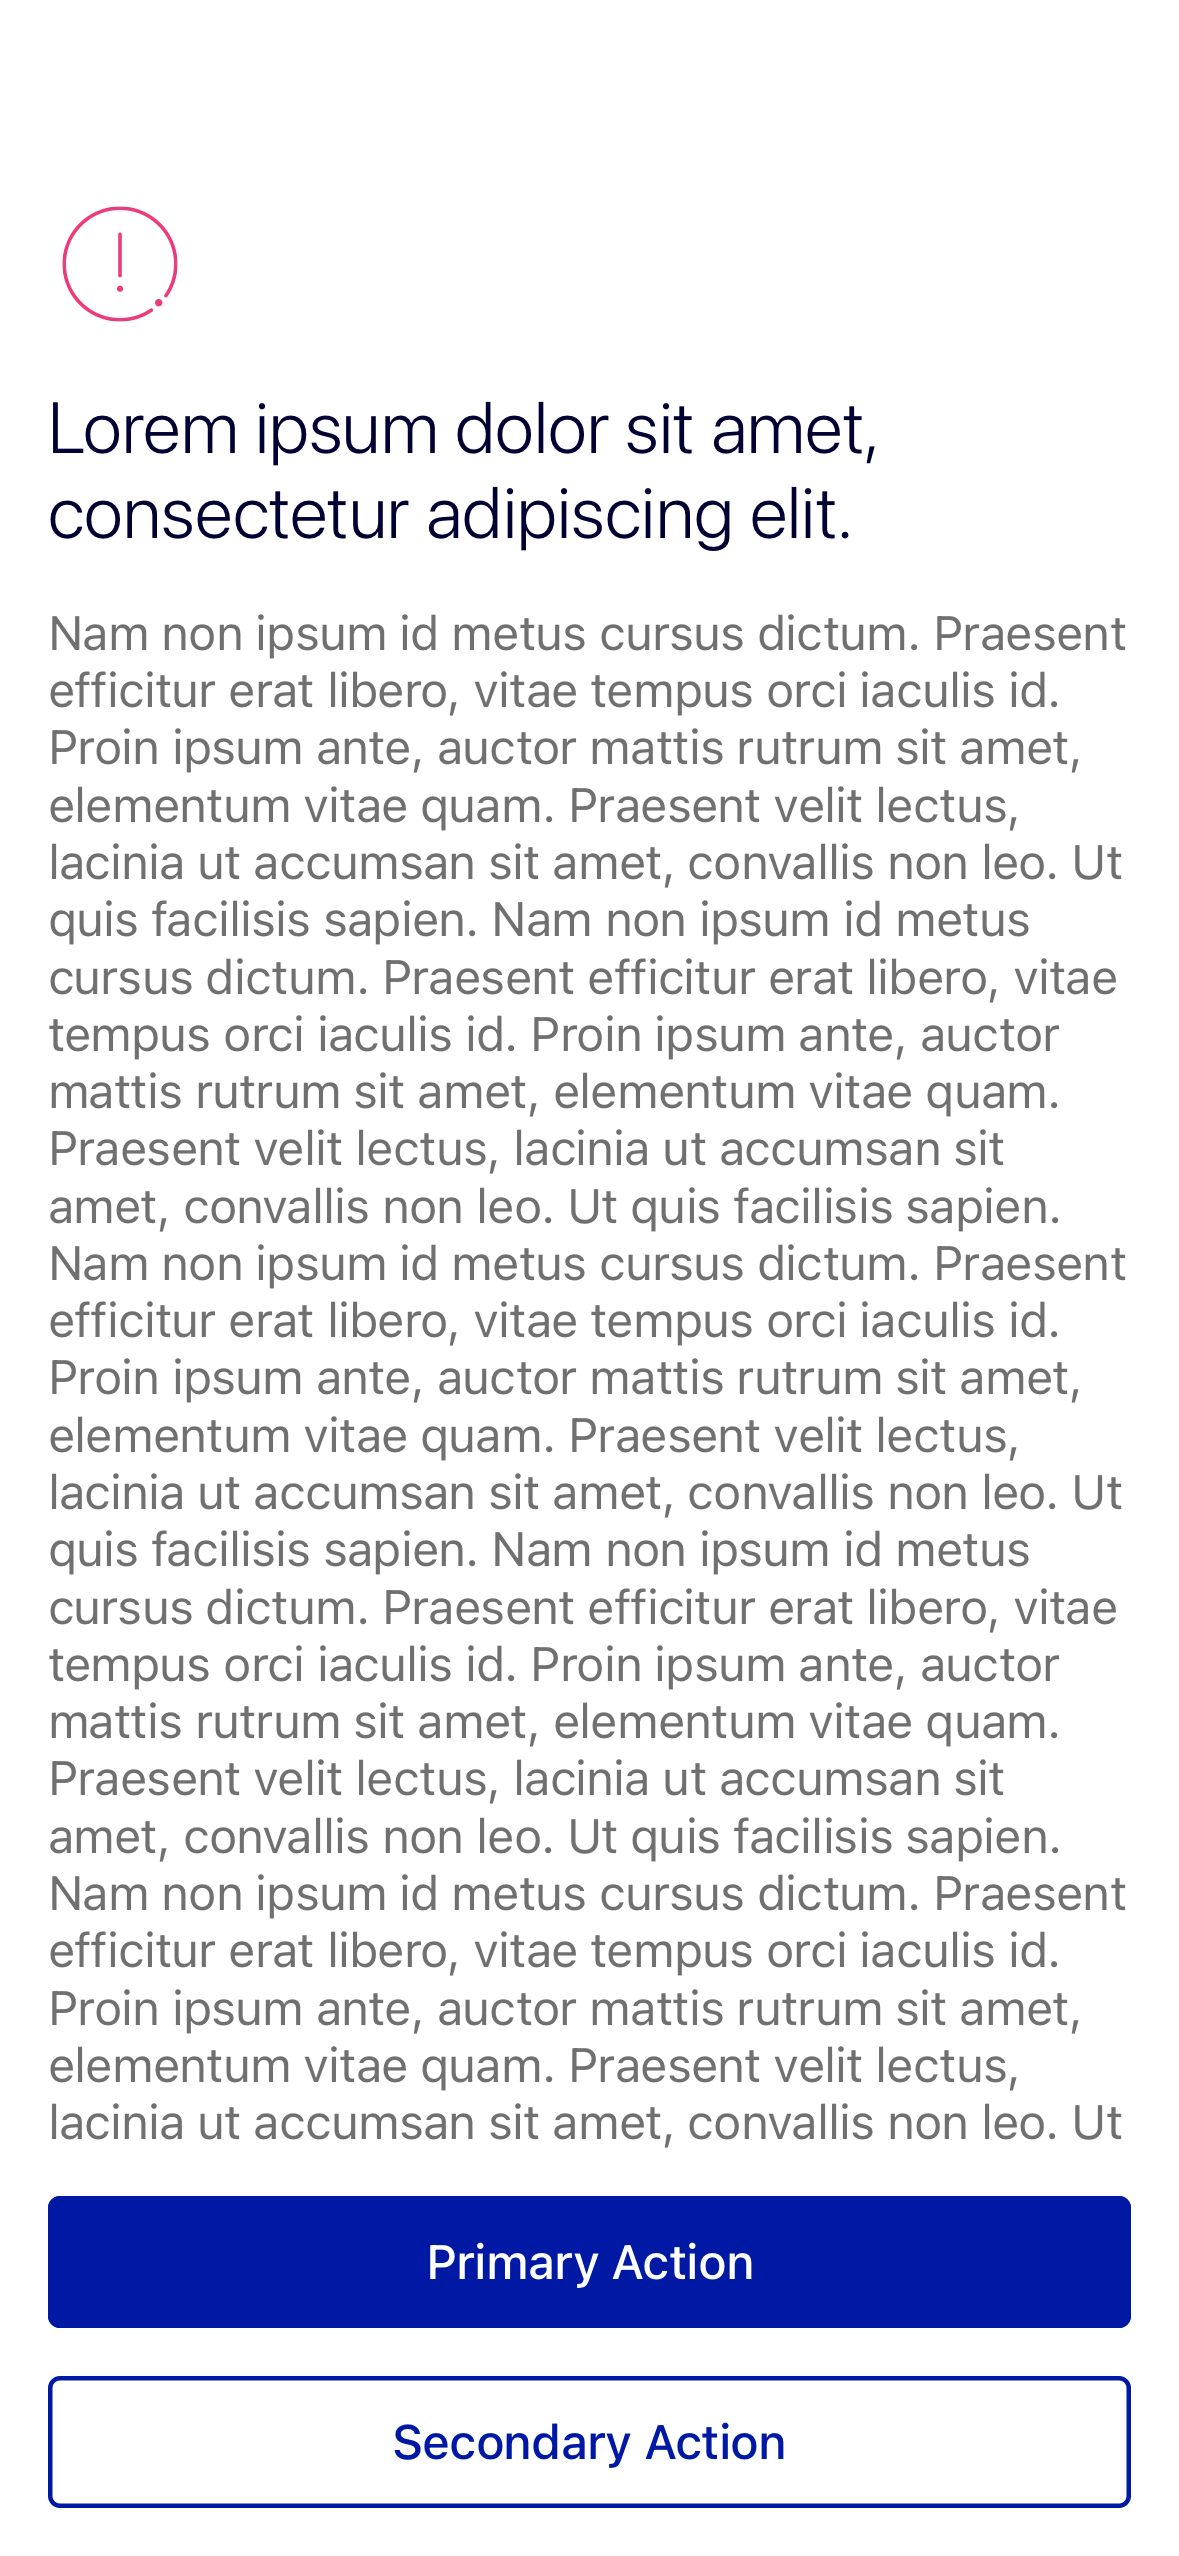 Lorem ipsum dolor sit amet,
consectetur adipiscing elit.
Nam non ipsum id metus cursus dictum. Praesent
efficitur erat libero, vitae tempus orci iaculis id.
Proin ipsum ante, auctor mattis rutrum sit amet,
elementum vitae quam. Praesent velit lectus,
lacinia ut accumsan sit amet, convallis non leo. Ut
quis facilisis sapien. Nam non ipsum id metus
cursus dictum. Praesent efficitur erat libero, vitae
tempus orci iaculis id. Proin ipsum ante, auctor
mattis rutrum sit amet, elementum vitae quam.
Praesent velit lectus, lacinia ut accumsan sit
amet, convallis non leo. Ut quis facilisis sapien.
Nam non ipsum id metus cursus dictum. Praesent
efficitur erat libero, vitae tempus orci iaculis id.
Proin ipsum ante, auctor mattis rutrum sit amet,
elementum vitae quam. Praesent velit lectus,
lacinia ut accumsan sit amet, convallis non leo. Ut
quis facilisis sapien. Nam non ipsum id metus
cursus dictum. Praesent efficitur erat libero, vitae
tempus orci iaculis id. Proin ipsum ante, auctor
mattis rutrum sit amet, elementum vitae quam.
Praesent velit lectus, lacinia ut accumsan sit
amet, convallis non leo. Ut quis facilisis sapien.
Nam non ipsum id metus cursus dictum. Praesent
efficitur erat libero, vitae tempus orci iaculis id.
Proin ipsum ante, auctor mattis rutrum sit amet,
elementum vitae quam. Praesent velit lectus,
lacinia ut accumsan sit amet, convallis non leo. Ut
Primary Action
Secondary Action